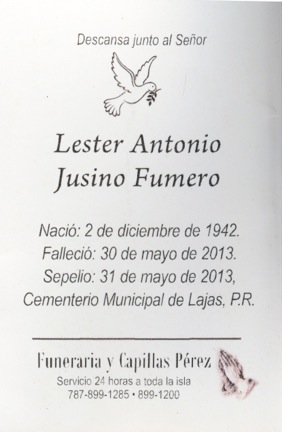 Descansa junto al Señor
Lester Antonio
Jusino Fumero
Nació: 2 de diciembre de 1942.
Falleció: 30 de mayo de 2013.
Sepelio: 31 de mayo de 2013,
Cementerio Municipal de Lajas, P.R.
Funeraria y Capillas Pérez
Servicio 24 horas a toda la isla
787-899-1285 • 899-1200